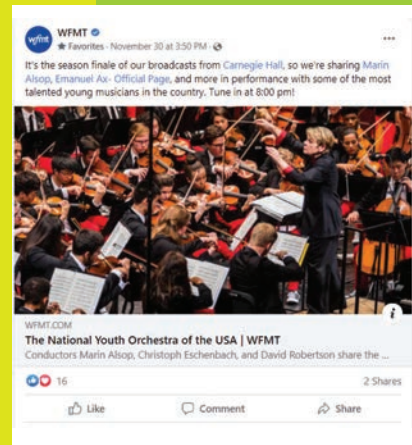 wfmt
WFMT
★ Favorites · November 30 at 3:50 PM ·
It's the season finale of our broadcasts from Carnegie Hall, so we're sharing Marin
Alsop, Emanuel Ax- Official Page, and more in performance with some of the most
talented young musicians in the country. Tune in at 8:00 pm!
i
WFMT.COM
The National Youth Orchestra of the USA | WFMT
Conductors Marin Alsop, Christoph Eschenbach, and David Robertson share the ...
16
2 Shares
Like
Comment
Share